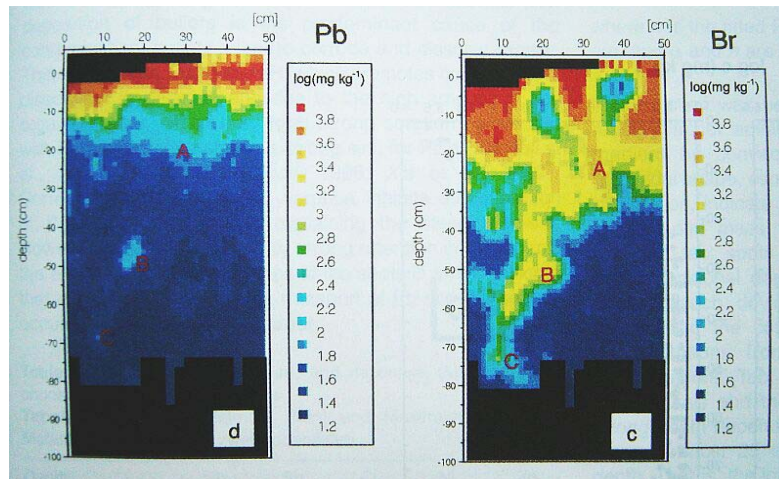 [cm]
Pb
0 10 20 30 40 50
log(mg kg-1)
3.8
3.6
3.4
3.2
3
2.8
2.6
2.4
2.2
2
1.8
1.6
1.4
1.2
0
-10
-20
-30
-40
-50
-60
-70
-80
-90
-100
depth (cm)
A
B
C
d
[cm]
Br
0 10 20 30 40 50
log(mg kg-1)
3.8
3.6
3.4
3.2
3
2.8
2.6
2.4
2.2
2
1.8
1.6
1.4
1.2
0
-10
-20
-30
-40
-50
-60
-70
-80
-90
-100
depth (cm)
A
B
C
c